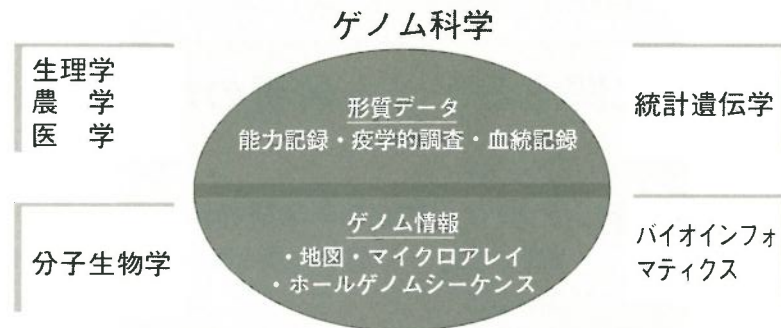 ゲノム科学
生理学
農　学
医　学
形質データ
能力記録・疫学的調査・血統記録
統計遺伝学
分子生物学
ゲノム情報
・地図・マイクロアレイ
・ホールゲノムシーケンス
バイオインフォ
マティクス